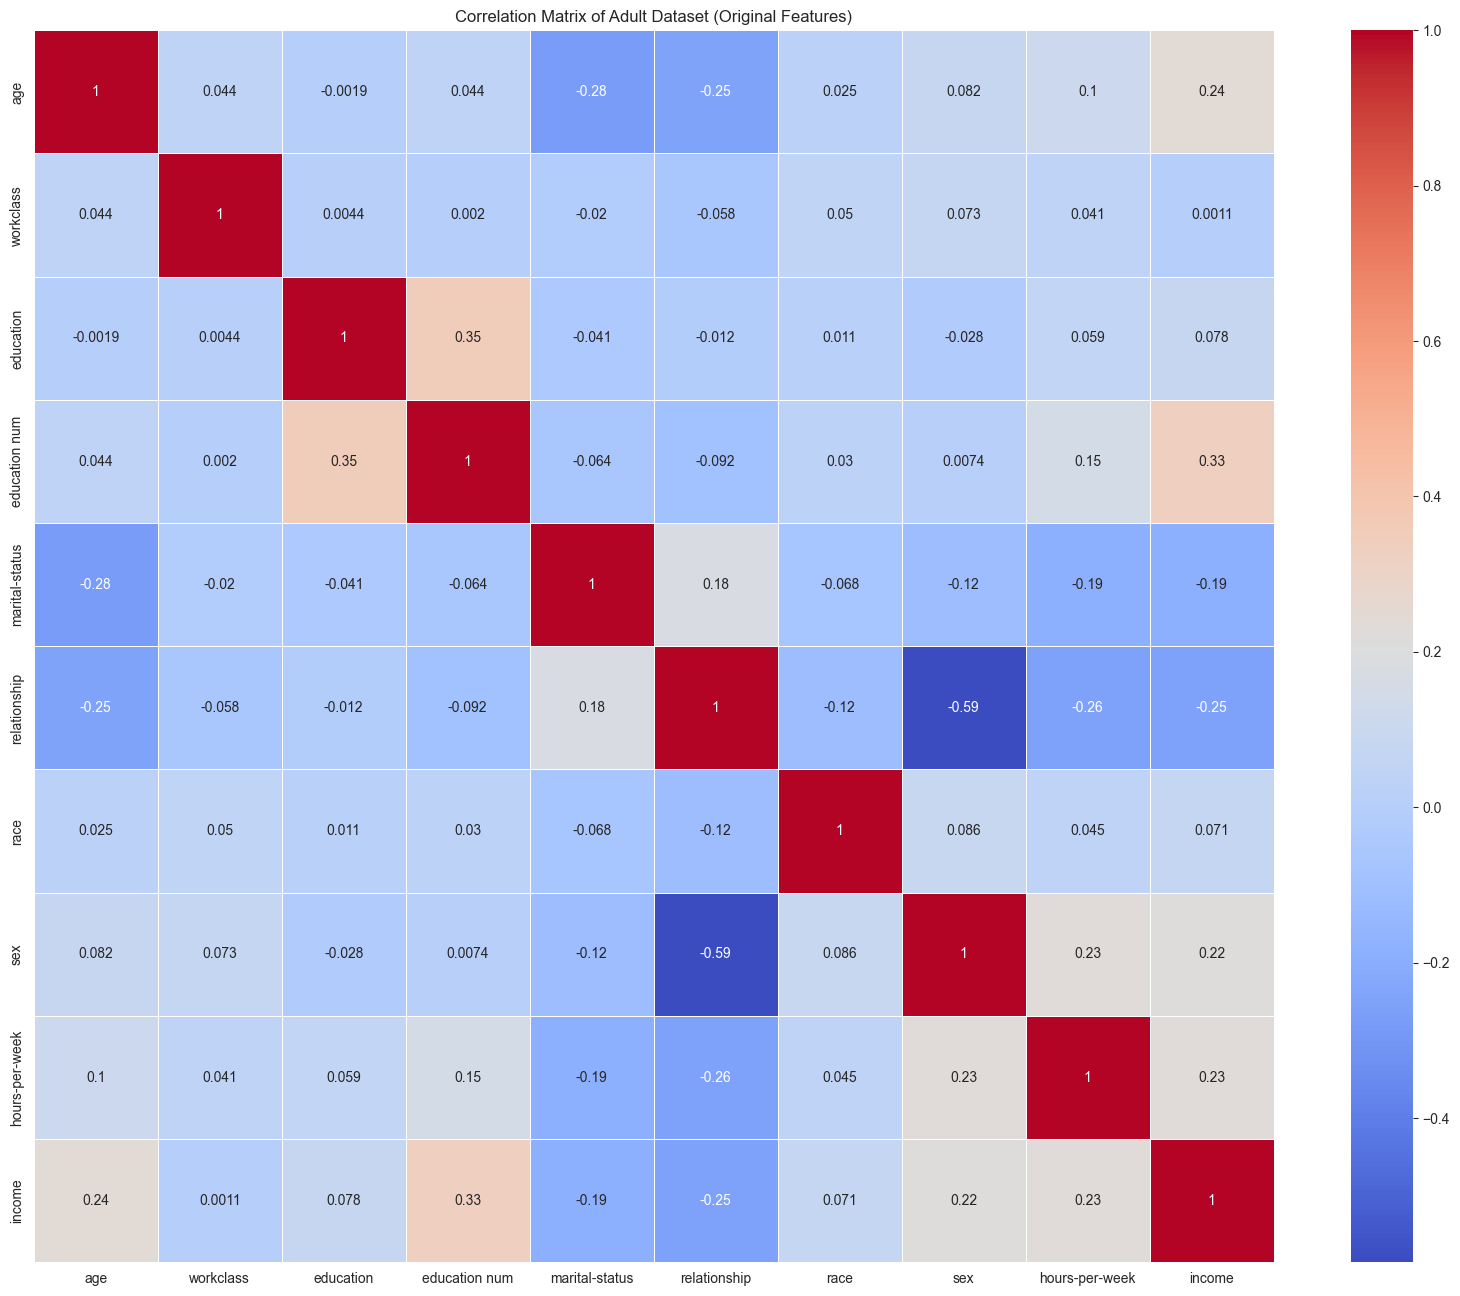 Correlation Matrix of Adult Dataset (Original Features)
age 1 0.044 -0.0019 0.044 -0.28 -0.25 0.025 0.082 0.1 0.24
workclass 0.044 1 0.0044 0.002 -0.02 -0.058 0.05 0.073 0.041 0.0011
education -0.0019 0.0044 1 0.35 -0.041 -0.012 0.011 -0.028 0.059 0.078
education num 0.044 0.002 0.35 1 -0.064 -0.092 0.03 0.0074 0.15 0.33
marital-status -0.28 -0.02 -0.041 -0.064 1 0.18 -0.068 -0.12 -0.19 -0.19
relationship -0.25 -0.058 -0.012 -0.092 0.18 1 -0.12 -0.59 -0.26 -0.25
race 0.025 0.05 0.011 0.03 -0.068 -0.12 1 0.086 0.045 0.071
sex 0.082 0.073 -0.028 0.0074 -0.12 -0.59 0.086 1 0.23 0.22
hours-per-week 0.1 0.041 0.059 0.15 -0.19 -0.26 0.045 0.23 1 0.23
income 0.24 0.0011 0.078 0.33 -0.19 -0.25 0.071 0.22 0.23 1
age workclass education education num marital-status relationship race sex hours-per-week income
1.0
0.8
0.6
0.4
0.2
0.0
−0.2
−0.4